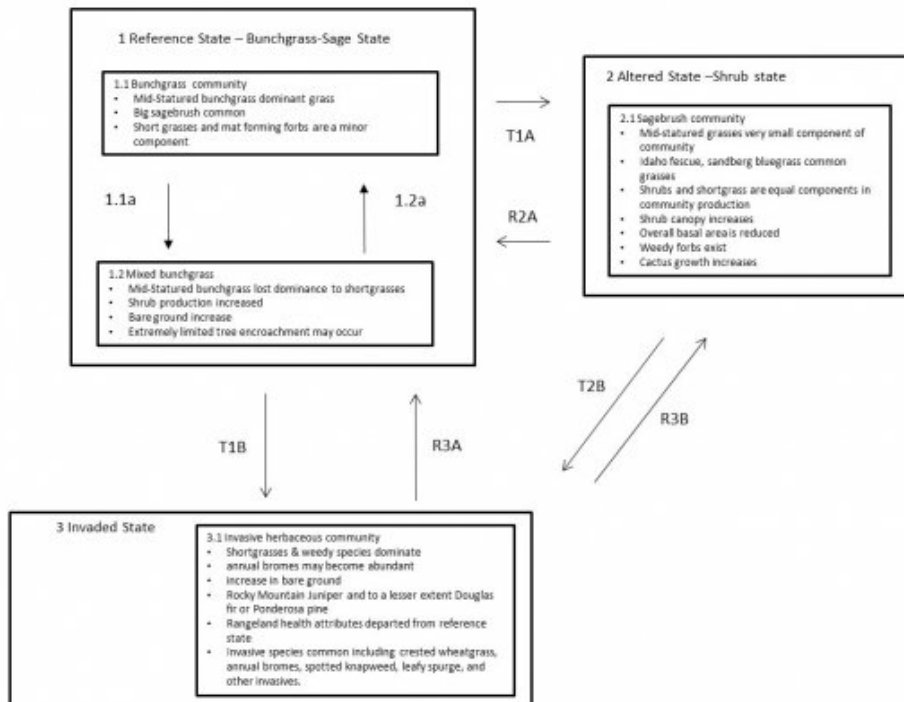 1 Reference State – Bunchgrass-Sage State
1.1 Bunchgrass community
• Mid-Statured bunchgrass dominant grass
• Big sagebrush common
• Short grasses and mat forming forbs are a minor
component
1.1a
1.2a
1.2 Mixed bunchgrass
• Mid-Statured bunchgrass lost dominance to shortgrasses
• Shrub production increased
• Bare ground increase
• Extremely limited tree encroachment may occur
T1A
R2A
2 Altered State –Shrub state
2.1 Sagebrush community
• Mid-statured grasses very small component of
community
• Idaho fescue, sandberg bluegrass common
grasses
• Shrubs and shortgrass are equal components in
community production
• Shrub canopy increases
• Overall basal area is reduced
• Weedy forbs exist
• Cactus growth increases
T1B
R3A
T2B
R3B
3 Invaded State
3.1 Invasive herbaceous community
• Shortgrasses & weedy species dominate
• annual bromes may become abundant
• increase in bare ground
• Rocky Mountain Juniper and to a lesser extent Douglas
fir or Ponderosa pine
• Rangeland health attributes departed from reference
state
• Invasive species common including crested wheatgrass,
annual bromes, spotted knapweed, leafy spurge, and
other invasives.